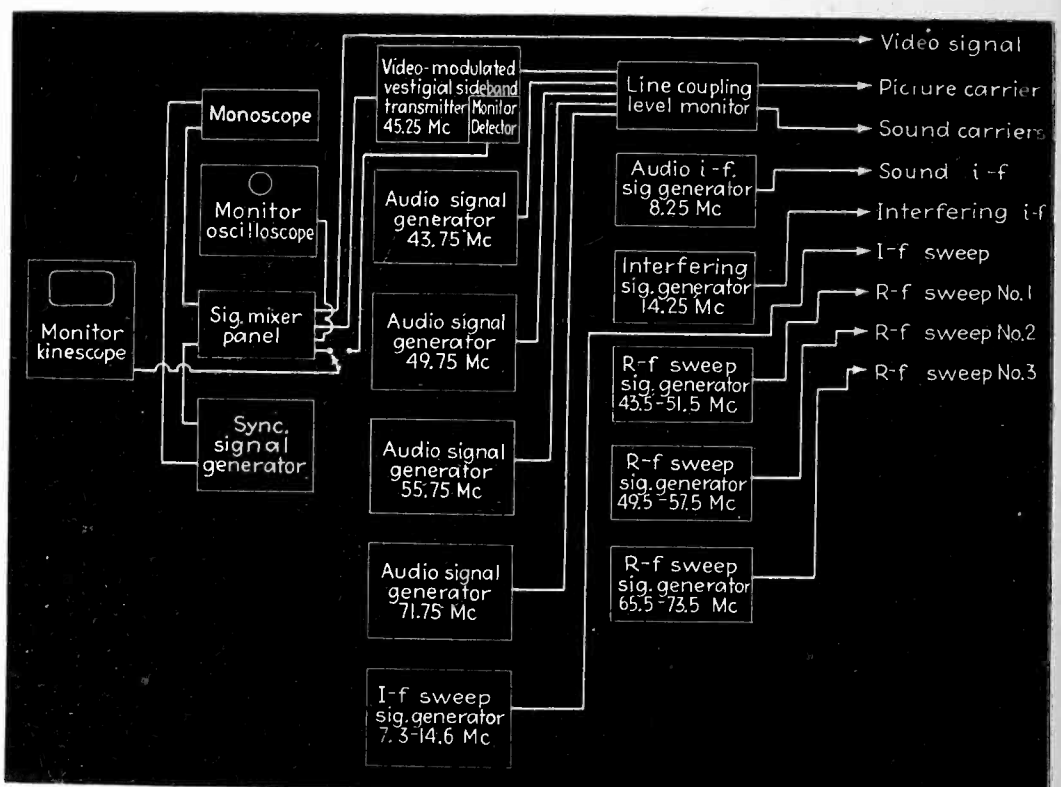 Video signal
Picture carrier
Sound carriers
Sound i-f
Interfering i-f
I-f sweep
R-f sweep No.1
R-f sweep No.2
R-f sweep No.3
Monitor
kinescope
Monoscope
Monitor
oscilloscope
Sig. mixer
panel
Sync.
signal
generator
Video-modulated
vestigial sideband
transmitter
45.25 Mc
Monitor
Detector
Audio signal
generator
43.75 Mc
Audio signal
generator
49.75 Mc
Audio signal
generator
55.75 Mc
Audio signal
generator
71.75 Mc
I-f sweep
sig. generator
7.3-14.6 Mc
Line coupling
level monitor
Audio i-f.
sig generator
8.25 Mc
Interfering
sig. generator
14.25 Mc
R-f sweep
sig. generator
43.5-51.5 Mc
R-f sweep
sig. generator
49.5-57.5 Mc
R-f sweep
sig. generator
65.5-73.5 Mc